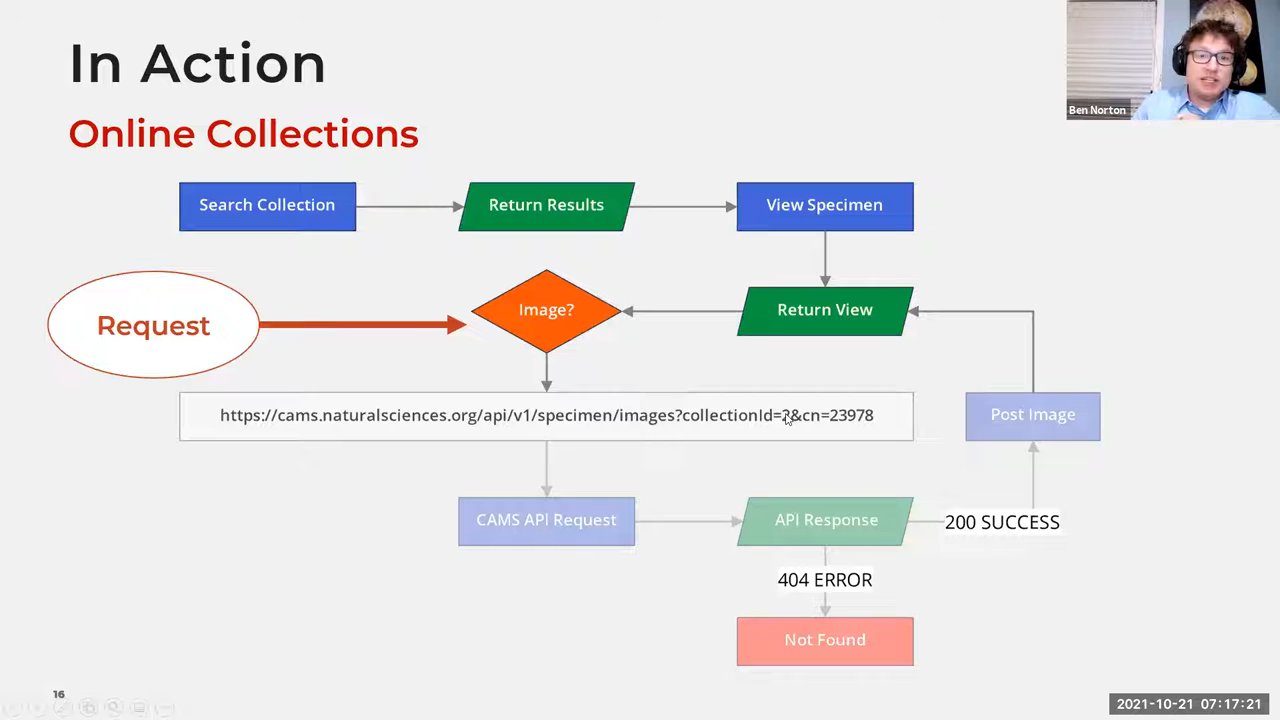 In Action
Ben Norton
Online Collections
Search Collection
Return Results
View Specimen
Request
Image?
Return View
https://cams.naturalsciences.org/api/v1/specimen/images?collectionId=2&cn=23978
Post Image
CAMS API Request
API Response
200 SUCCESS
404 ERROR
Not Found
16
2021-10-21 07:17:21